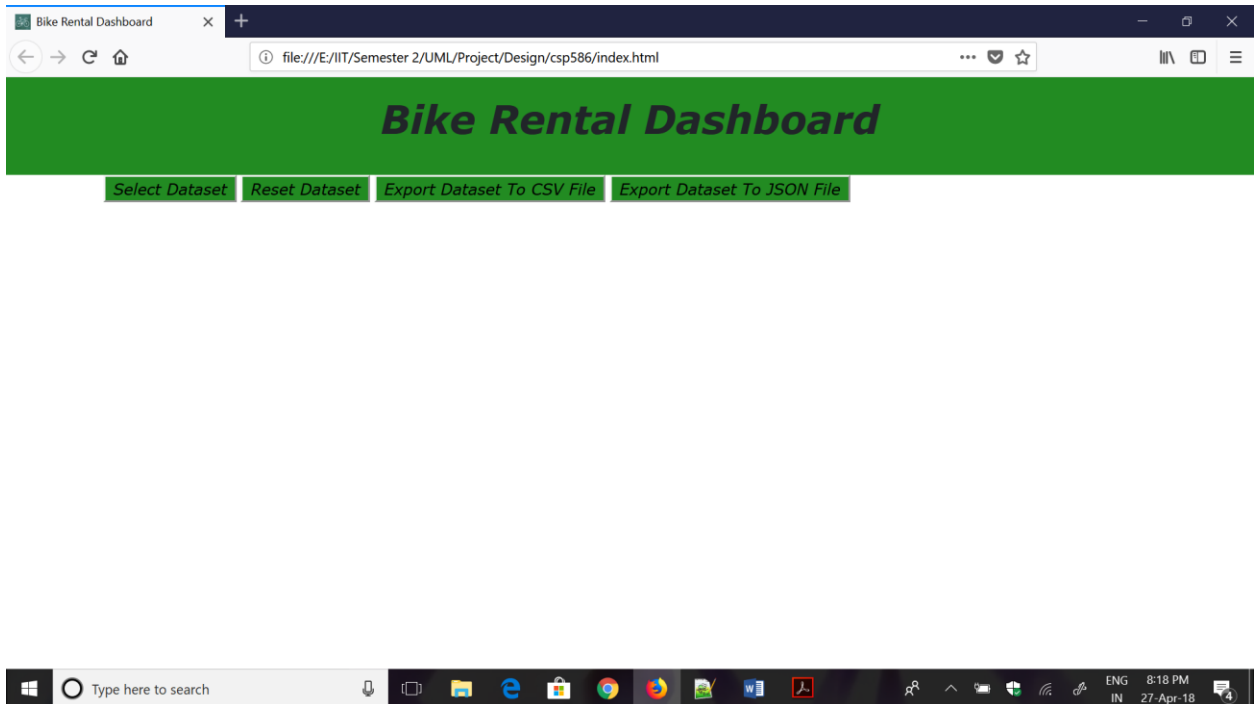 Bike Rental Dashboard
file:///E:/IIT/Semester 2/UML/Project/Design/csp586/index.html
Bike Rental Dashboard
Select Dataset Reset Dataset Export Dataset To CSV File Export Dataset To JSON File
Type here to search
ENG 8:18 PM
IN 27-Apr-18 4